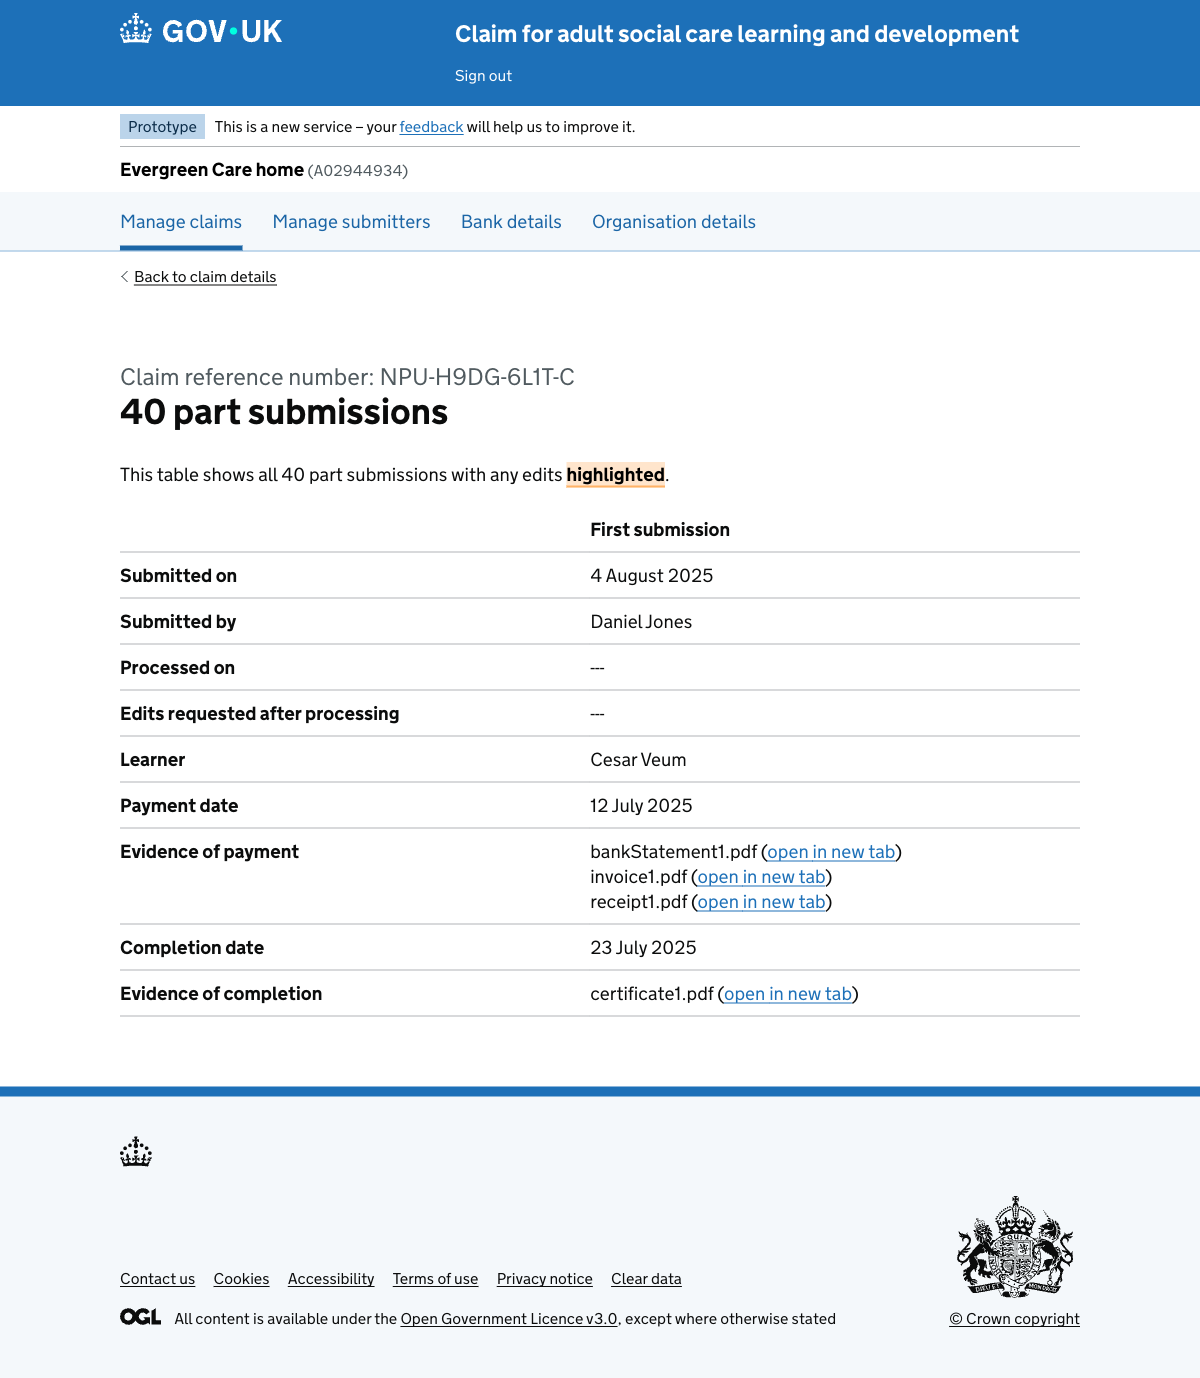 GOV·UK
Claim for adult social care learning and development
Sign out
Prototype This is a new service – your feedback will help us to improve it.
Evergreen Care home (A02944934)
Manage claims Manage submitters Bank details Organisation details
Back to claim details
Claim reference number: NPU-H9DG-6L1T-C
40 part submissions
This table shows all 40 part submissions with any edits highlighted.
First submission
Submitted on 4 August 2025
Submitted by Daniel Jones
Processed on ---
Edits requested after processing ---
Learner Cesar Veum
Payment date 12 July 2025
Evidence of payment bankStatement1.pdf (open in new tab)
invoice1.pdf (open in new tab)
receipt1.pdf (open in new tab)
Completion date 23 July 2025
Evidence of completion certificate1.pdf (open in new tab)
Contact us Cookies Accessibility Terms of use Privacy notice Clear data
OGL All content is available under the Open Government Licence v3.0, except where otherwise stated
© Crown copyright